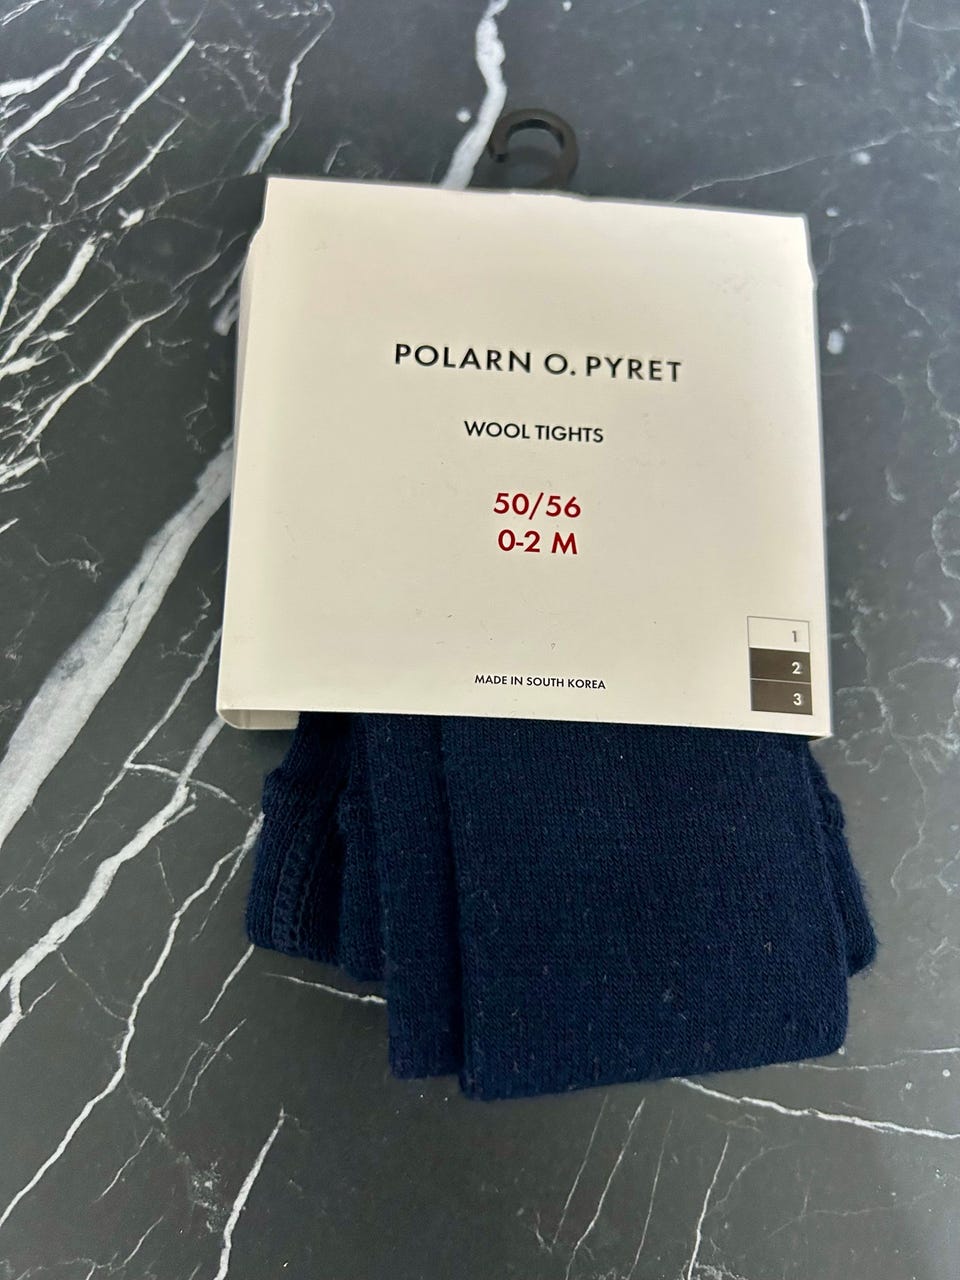 POLARN O. PYRET
WOOL TIGHTS
50/56
0-2 M
1
2
3
MADE IN SOUTH KOREA